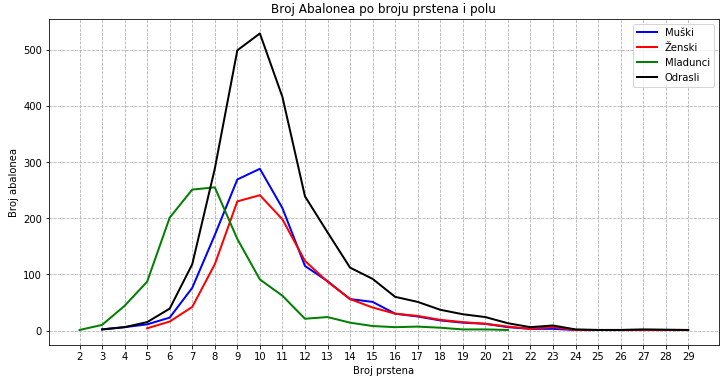 Broj Abalonea po broju prstena i polu
Muški
Ženski
Mladunci
Odrasli
Broj abalonea
500
400
300
200
100
0
2 3 4 5 6 7 8 9 10 11 12 13 14 15 16 17 18 19 20 21 22 23 24 25 26 27 28 29
Broj prstena